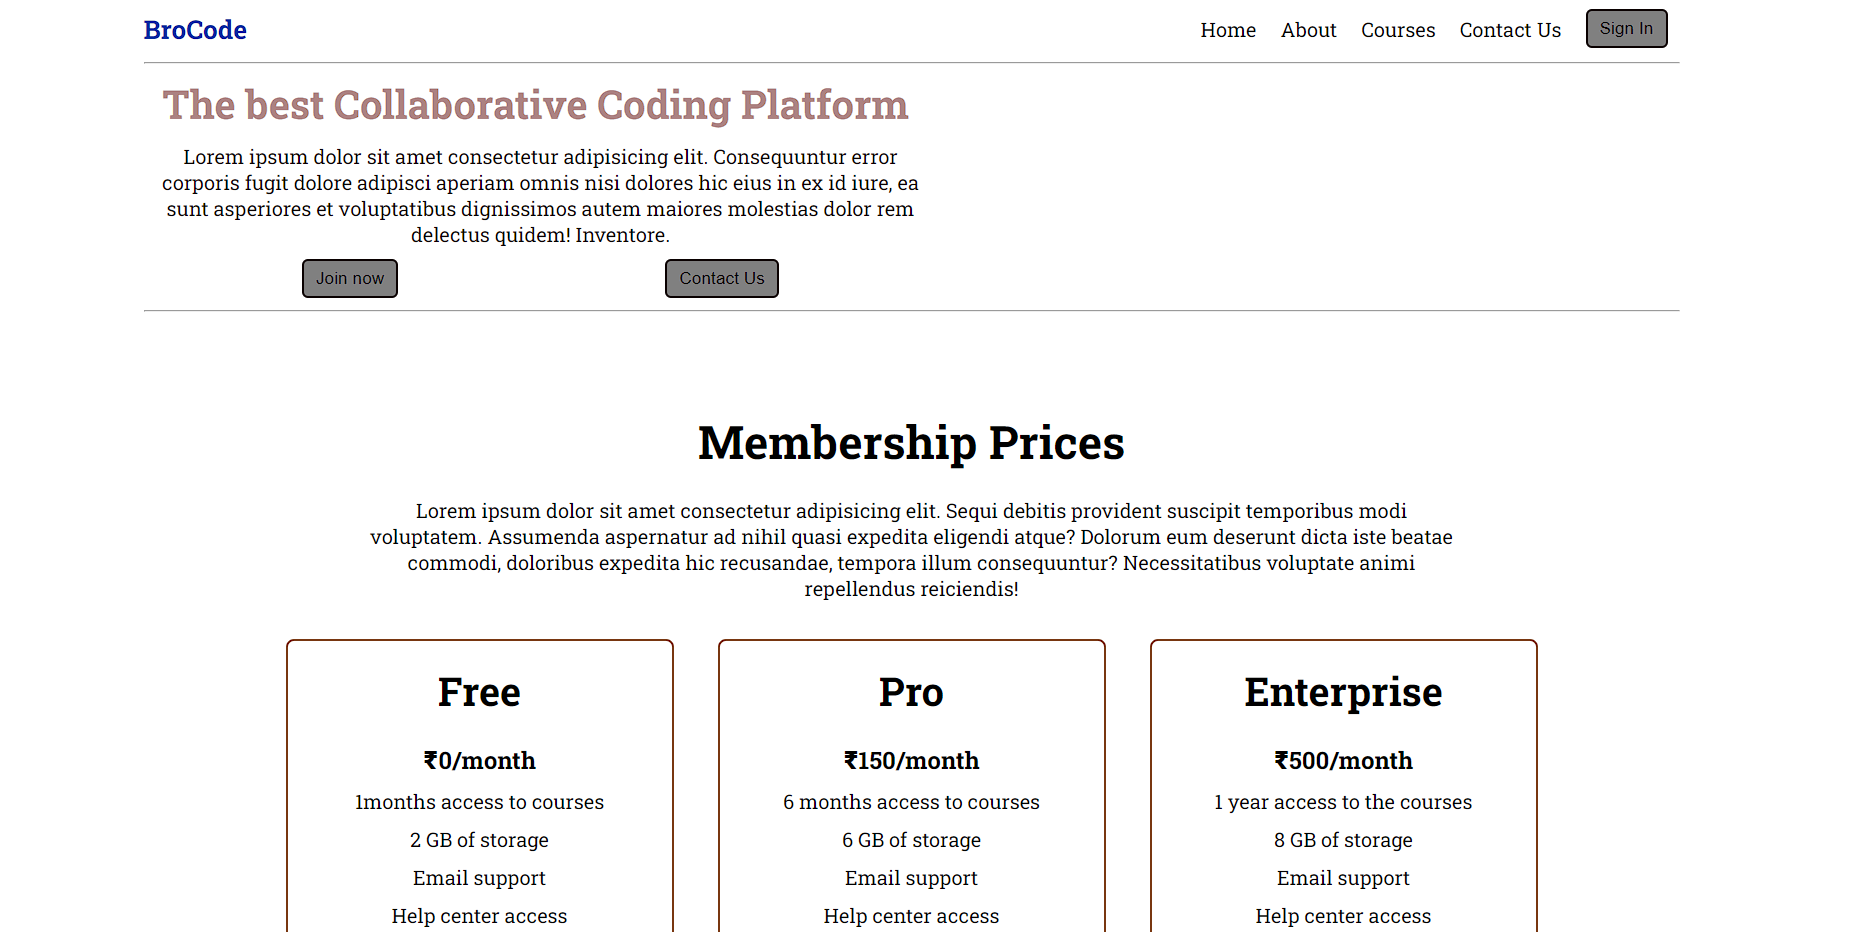 BroCode
Home About Courses Contact Us Sign In
The best Collaborative Coding Platform
Lorem ipsum dolor sit amet consectetur adipisicing elit. Consequuntur error
corporis fugit dolore adipisci aperiam omnis nisi dolores hic eius in ex id iure, ea
sunt asperiores et voluptatibus dignissimos autem maiores molestias dolor rem
delectus quidem! Inventore.
Join now Contact Us
Membership Prices
Lorem ipsum dolor sit amet consectetur adipisicing elit. Sequi debitis provident suscipit temporibus modi
voluptatem. Assumenda aspernatur ad nihil quasi expedita eligendi atque? Dolorum eum deserunt dicta iste beatae
commodi, doloribus expedita hic recusandae, tempora illum consequuntur? Necessitatibus voluptate animi
repellendus reiciendis!
Free
₹0/month
1months access to courses
2 GB of storage
Email support
Help center access
Pro
₹150/month
6 months access to courses
6 GB of storage
Email support
Help center access
Enterprise
₹500/month
1 year access to the courses
8 GB of storage
Email support
Help center access